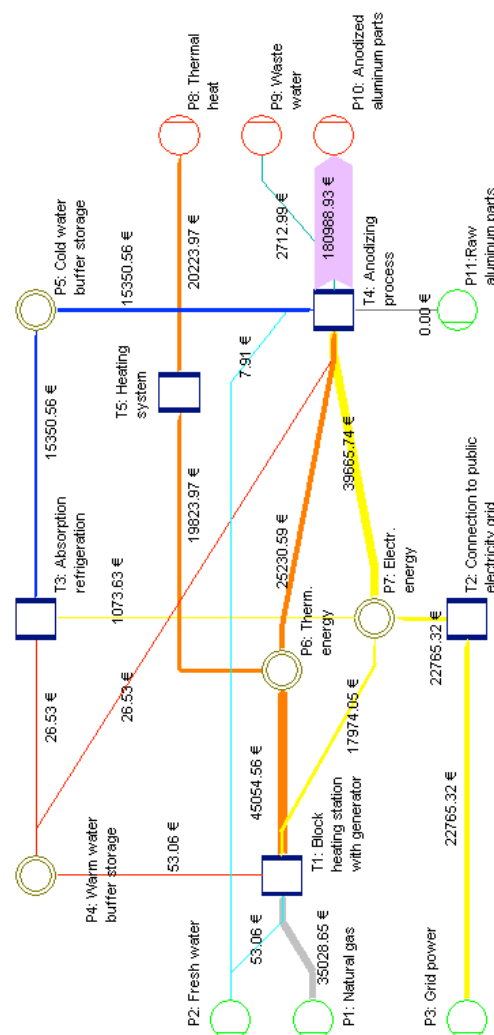 P5: Cold water
buffer storage
15350.56 €
15350.56 €
T3: Absorption
refrigeration
26.53 €
P4: Warm water
buffer storage
P8: Thermal
heat
20223.97 €
T5: Heating
system
19823.97 €
1073.63 €
26.53 €
53.06 €
P2: Fresh water
53.06 €
P9: Waste
water
2712.99 €
7.91 €
25230.59 €
P6: Therm.
energy
45054.56 €
T1: Block
heating station
with generator
35028.65 €
P1: Natural gas
P10: Anodized
aluminum parts
180988.93 €
T4: Anodizing
process
39665.74 €
P7: Electr.
energy
17974.05 €
0.00 €
P11:Raw
aluminum parts
T2: Connection to public
electricity grid
22765.32 €
22765.32 €
P3: Grid power